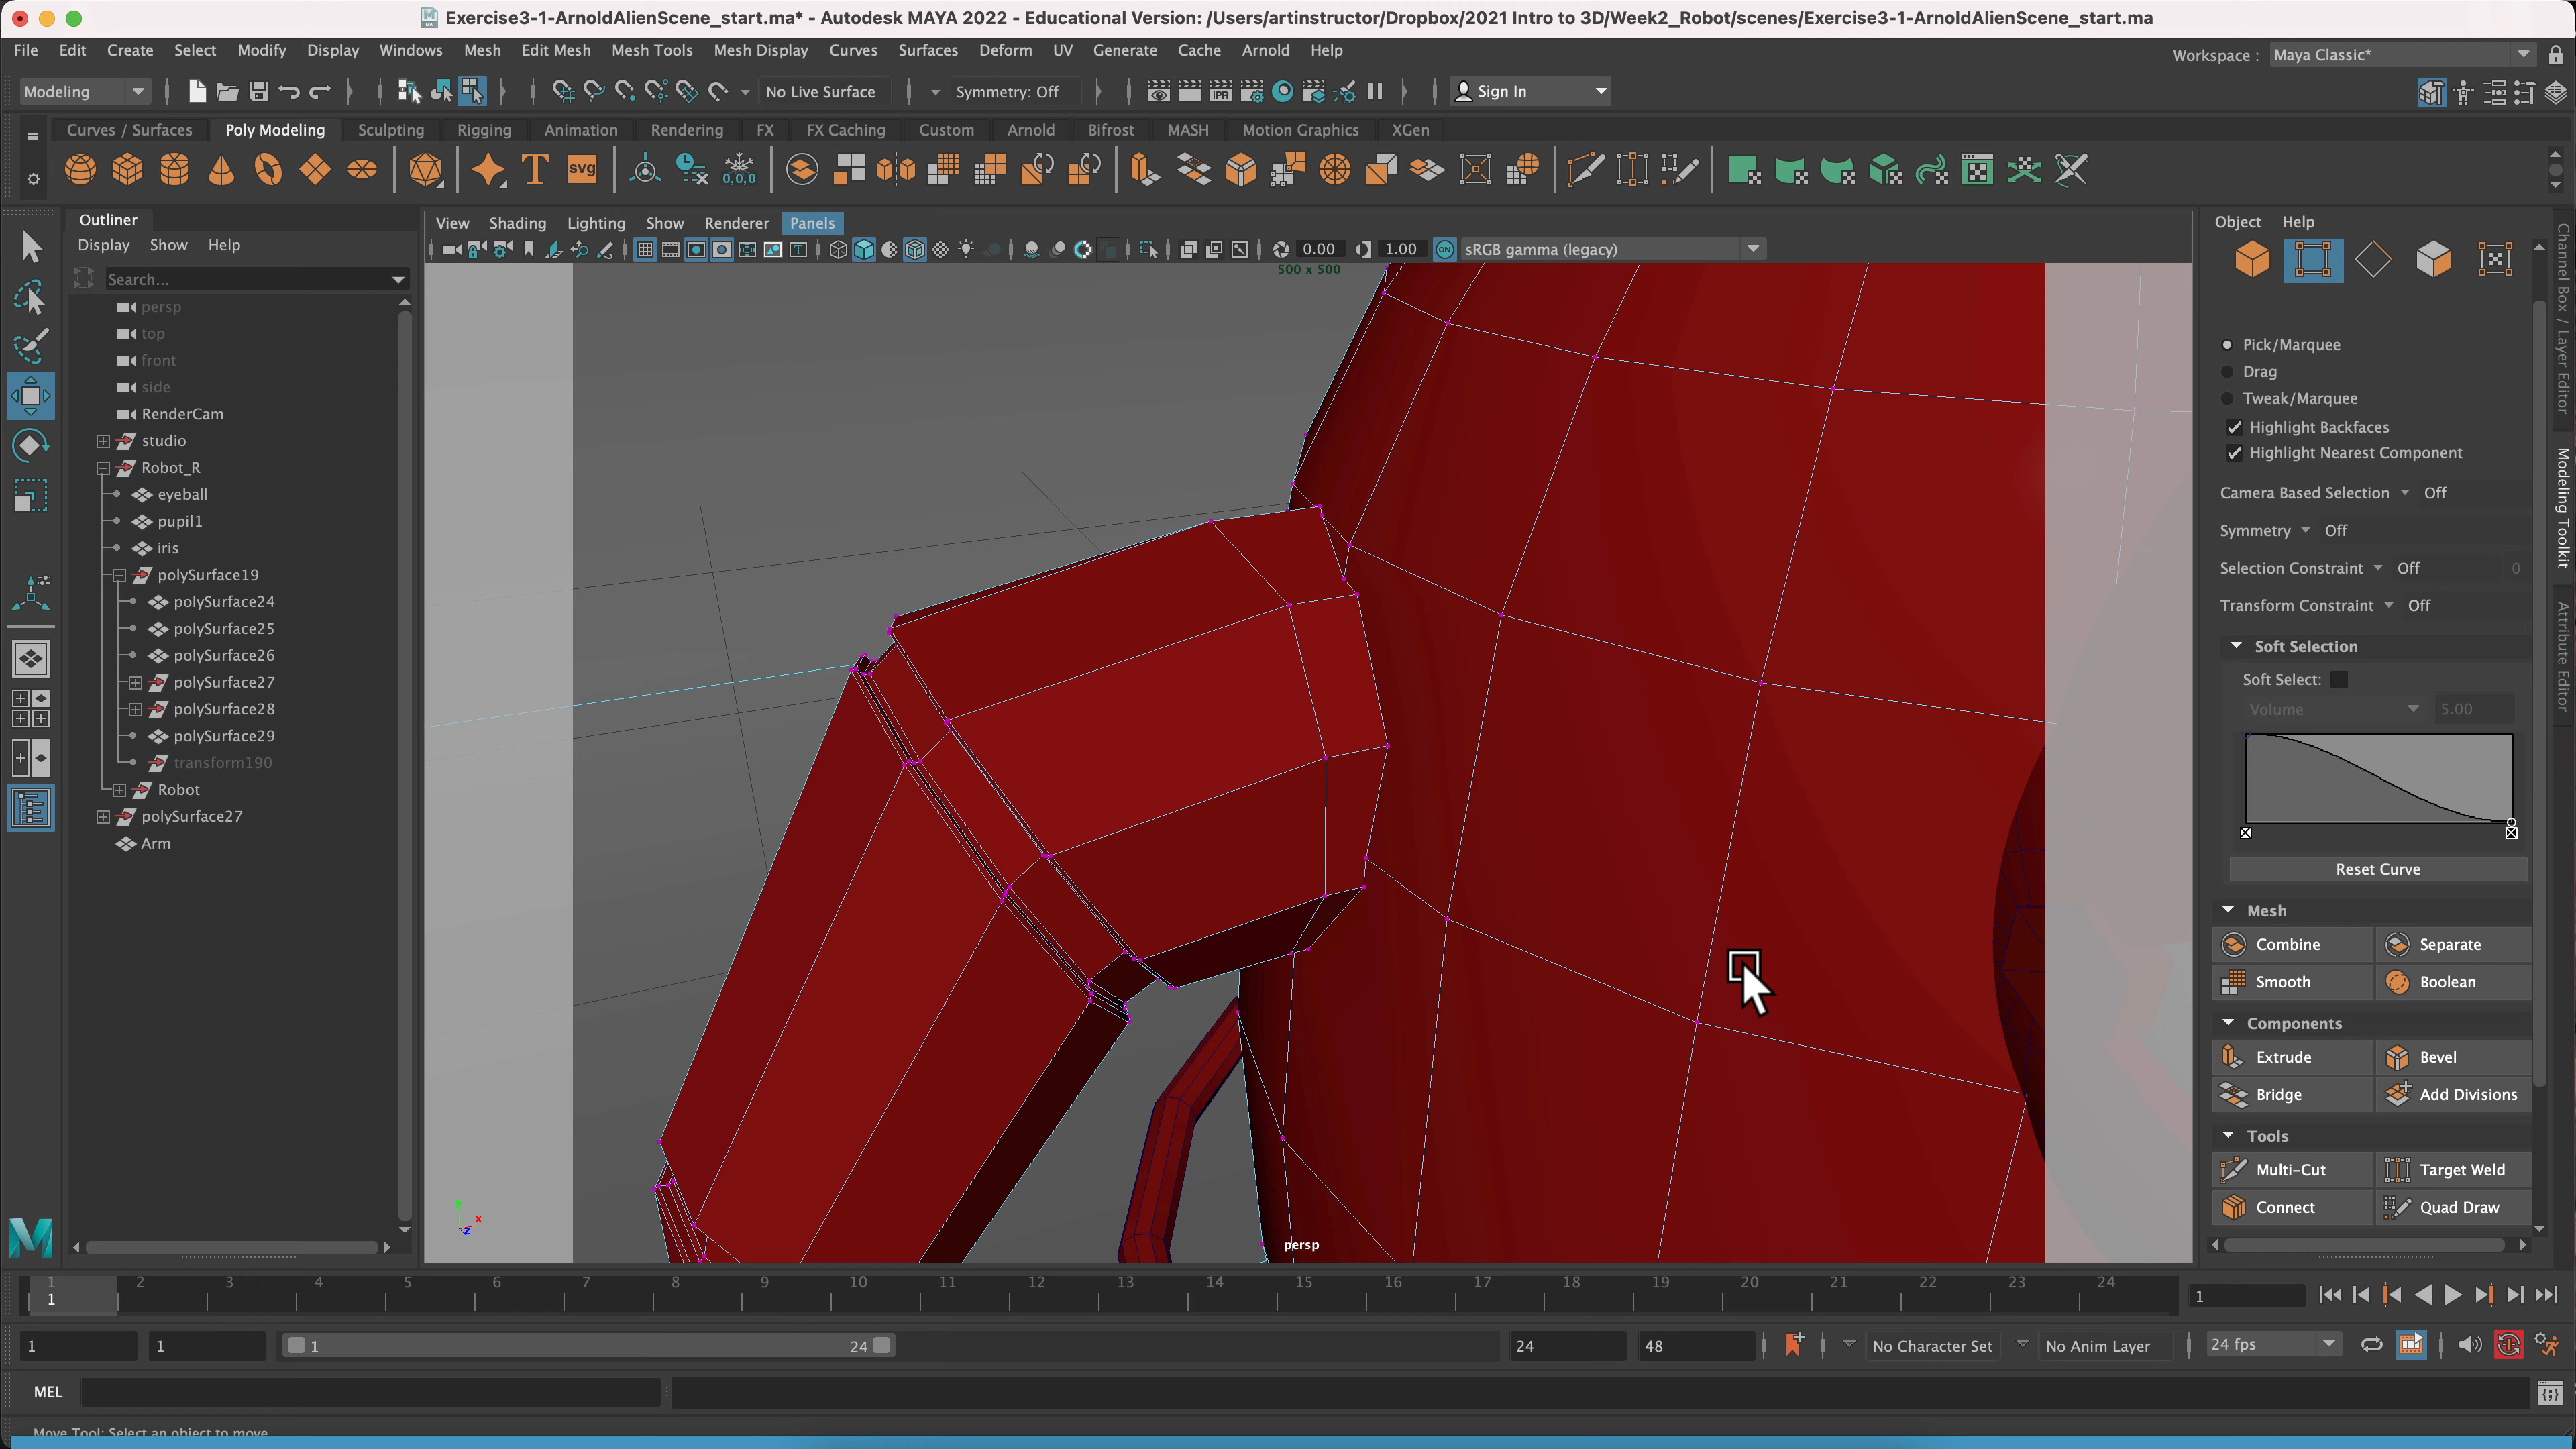 Exercise3-1-ArnoldAlienScene_start.ma* - Autodesk MAYA 2022 - Educational Version: /Users/artinstructor/Dropbox/2021 Intro to 3D/Week2_Robot/scenes/Exercise3-1-ArnoldAlienScene_start.ma
File Edit Create Select Modify Display Windows Mesh Edit Mesh Mesh Tools Mesh Display Curves Surfaces Deform UV Generate Cache Arnold Help
Workspace : Maya Classic*
Modeling No Live Surface Symmetry: Off IPR Sign In
Curves / Surfaces Poly Modeling Sculpting Rigging Animation Rendering FX FX Caching Custom Arnold Bifrost MASH Motion Graphics XGen
T svg 0,0,0
Outliner
Display Show Help
Search...
persp
top
front
side
RenderCam
studio
Robot_R
eyeball
pupil1
iris
polySurface19
polySurface24
polySurface25
polySurface26
polySurface27
polySurface28
polySurface29
transform190
Robot
polySurface27
Arm
View Shading Lighting Show Renderer Panels
0.00 1.00 ON sRGB gamma (legacy)
500 x 500
y
x
z
persp
Object Help
Pick/Marquee
Drag
Tweak/Marquee
Highlight Backfaces
Highlight Nearest Component
Camera Based Selection Off
Symmetry Off
Selection Constraint Off 0
Transform Constraint Off
Soft Selection
Soft Select:
Volume 5.00
Reset Curve
Mesh
Combine Separate
Smooth Boolean
Components
Extrude Bevel
Bridge Add Divisions
Tools
Multi-Cut Target Weld
Connect Quad Draw
Channel Box / Layer Editor
Modeling Toolkit
Attribute Editor
1 2 3 4 5 6 7 8 9 10 11 12 13 14 15 16 17 18 19 20 21 22 23 24
1 1
1 1 1 24 24 48 No Character Set No Anim Layer 24 fps
MEL
Move Tool: Select an object to move